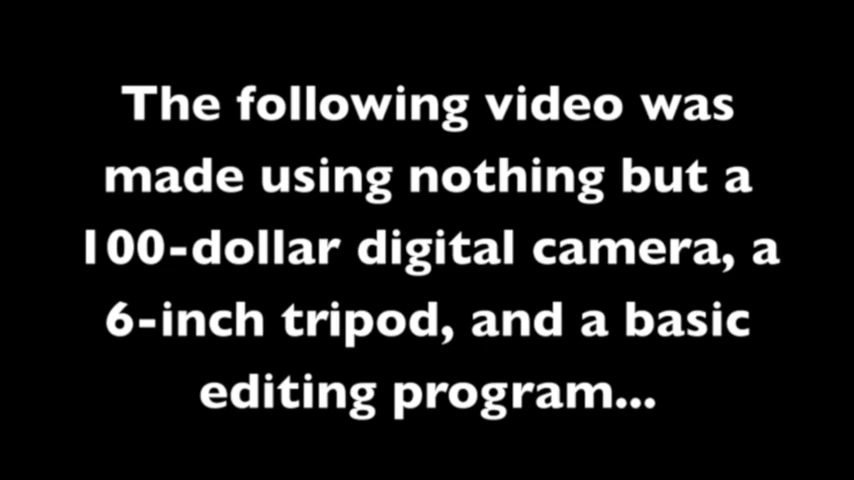 The following video was
made using nothing but a
100-dollar digital camera, a
6-inch tripod, and a basic
editing program...